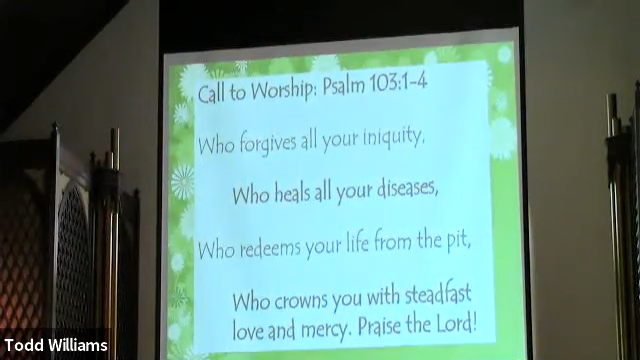 Call to Worship: Psalm 103:1-4
Who forgives all your iniquity,
Who heals all your diseases,
Who redeems your life from the pit,
Who crowns you with steadfast
love and mercy. Praise the Lord!
Todd Williams